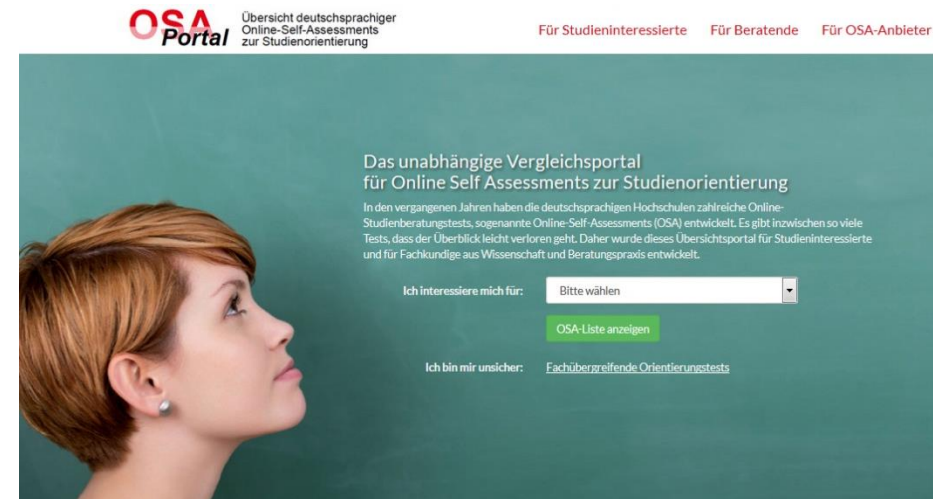 OSA Portal
Übersicht deutschsprachiger
Online-Self-Assessments
zur Studienorientierung
Für Studieninteressierte Für Beratende Für OSA-Anbieter
Das unabhängige Vergleichsportal
für Online Self Assessments zur Studienorientierung
In den vergangenen Jahren haben die deutschsprachigen Hochschulen zahlreiche Online-
Studienberatungstests, sogenannte Online-Self-Assessments (OSA) entwickelt. Es gibt inzwischen so viele
Tests, dass der Überblick leicht verloren geht. Daher wurde dieses Übersichtsportal für Studieninteressierte
und für Fachkundige aus Wissenschaft und Beratungspraxis entwickelt.
Ich interessiere mich für: Bitte wählen
OSA-Liste anzeigen
Ich bin mir unsicher: Fachübergreifende Orientierungstests